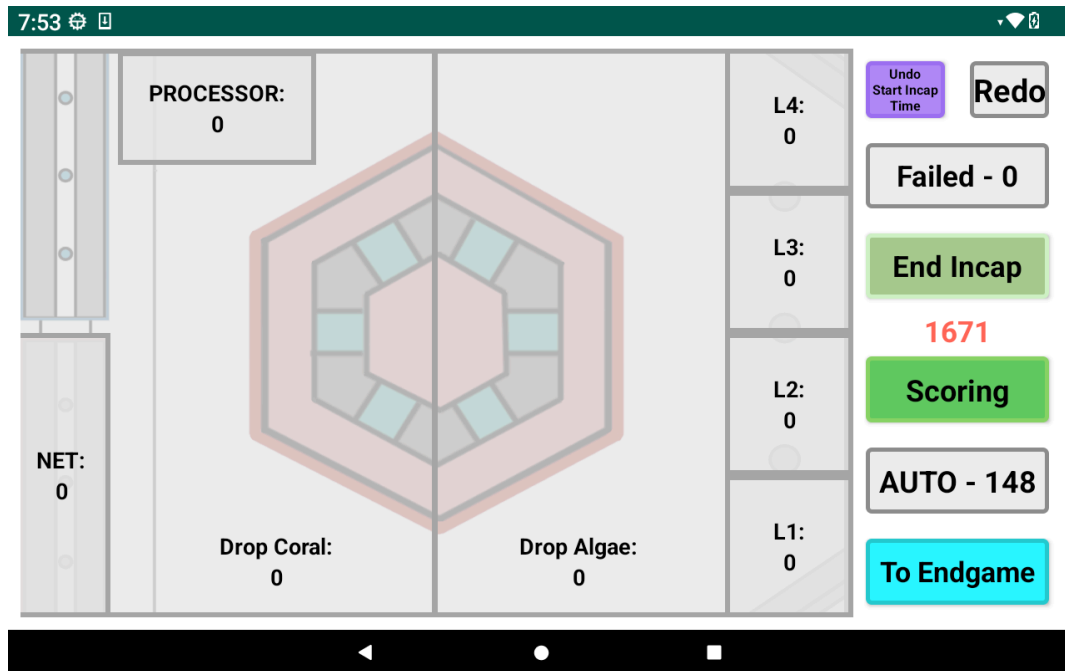 7:53
PROCESSOR:
0
L4:
0
Undo
Start Incap
Time
Redo
Failed - 0
L3:
0
End Incap
1671
L2:
0
Scoring
NET:
0
AUTO - 148
Drop Coral:
0
Drop Algae:
0
L1:
0
To Endgame